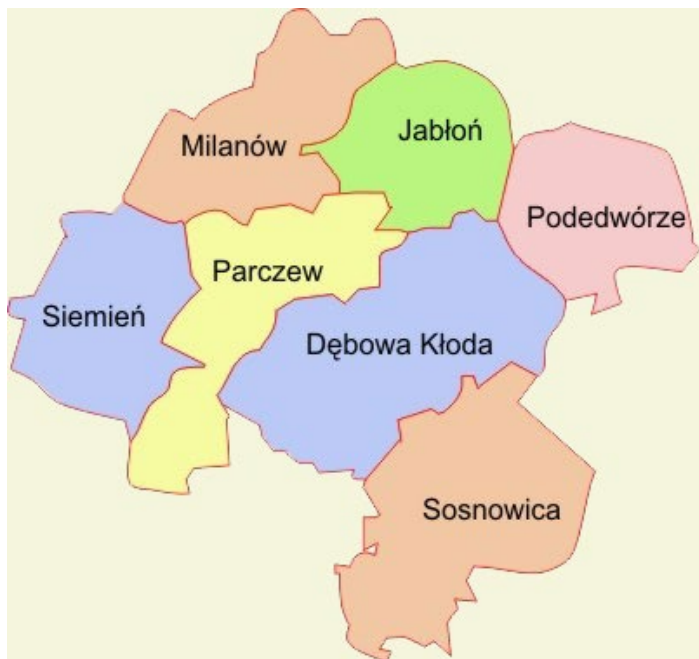 Jabłoń
Milanów
Podedwórze
Parczew
Siemień
Dębowa Kłoda
Sosnowica